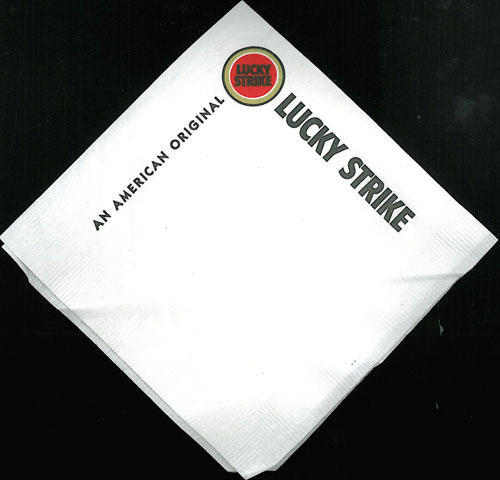 LUCKY
STRIKE
AN AMERICAN ORIGINAL
LUCKY STRIKE